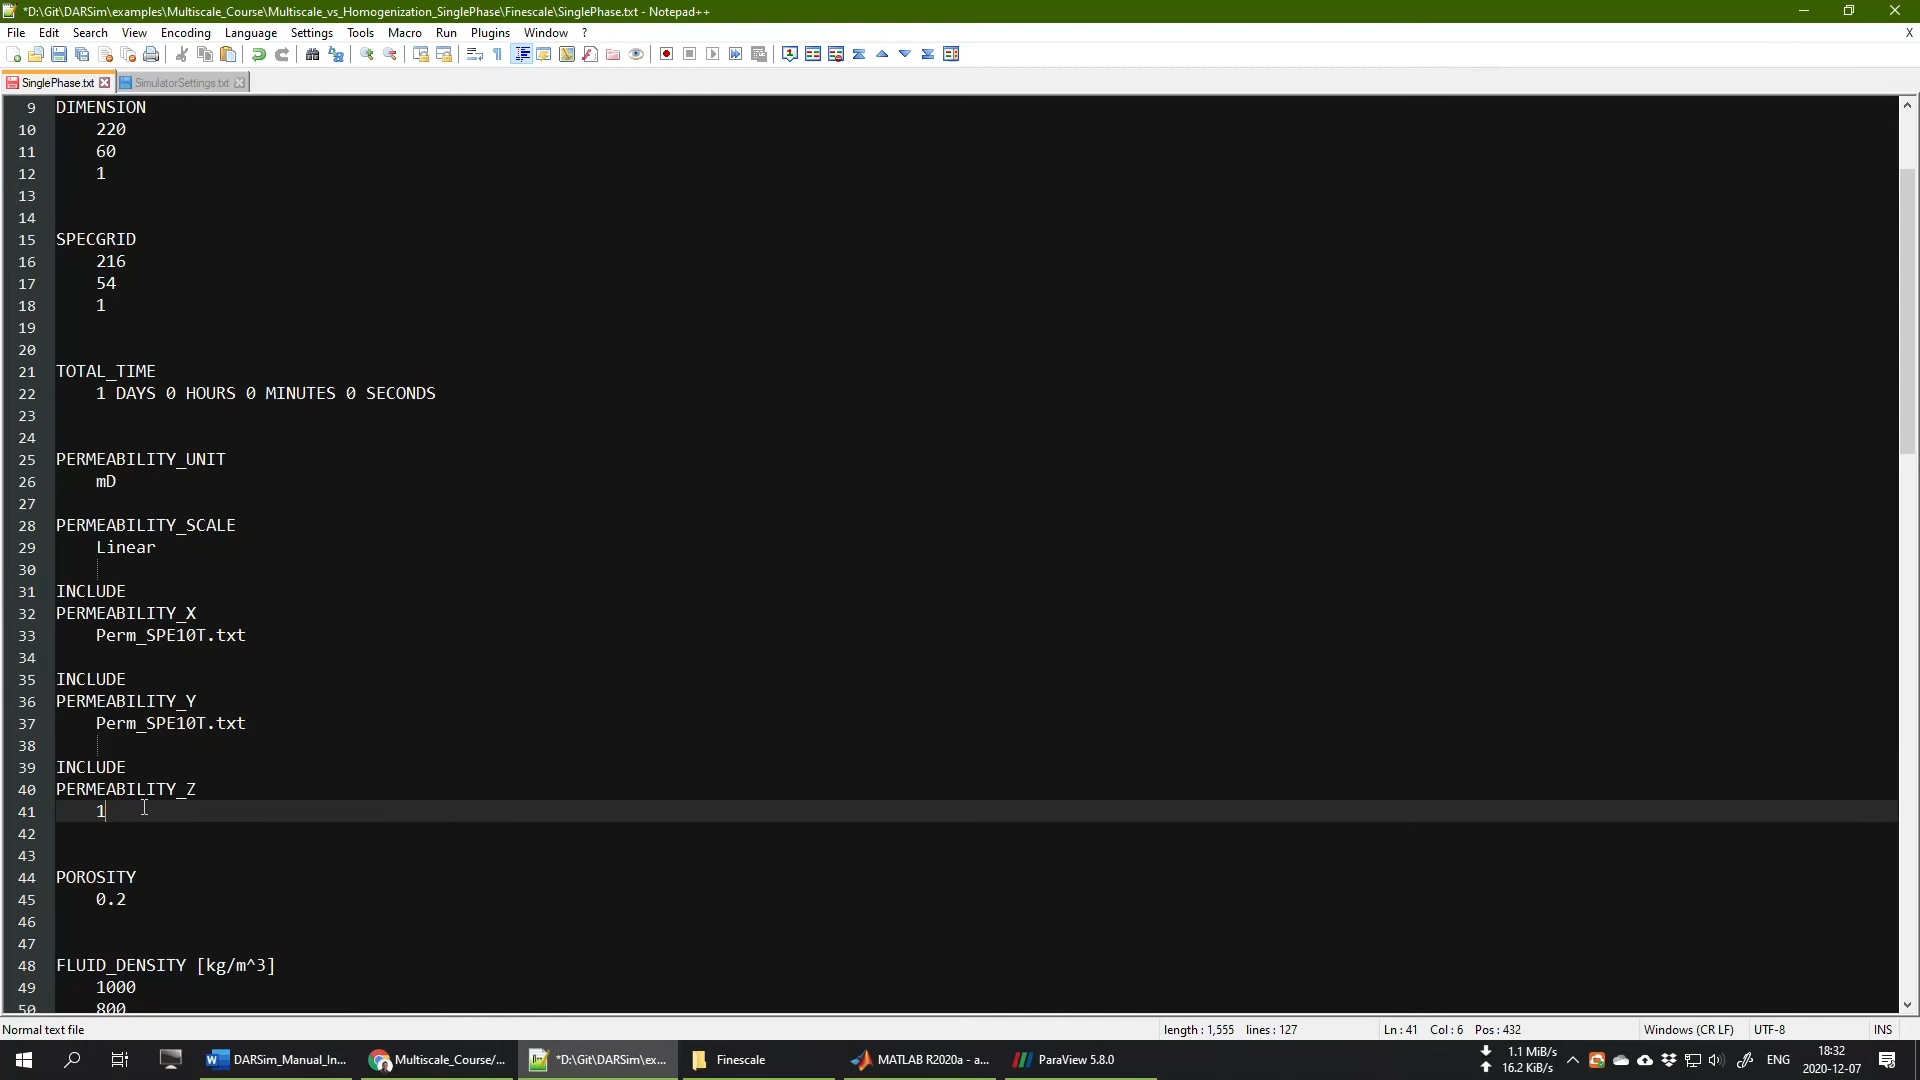 *D:\Git\DARSim\examples\Multiscale_Course\Multiscale_vs_Homogenization_SinglePhase\Finescale\SinglePhase.txt - Notepad++
File Edit Search View Encoding Language Settings Tools Macro Run Plugins Window ? X
SinglePhase.txt SimulatorSettings.txt
9 DIMENSION
10 220
11 60
12 1
13
14
15 SPECGRID
16 216
17 54
18 1
19
20
21 TOTAL_TIME
22 1 DAYS 0 HOURS 0 MINUTES 0 SECONDS
23
24
25 PERMEABILITY_UNIT
26 mD
27
28 PERMEABILITY_SCALE
29 Linear
30
31 INCLUDE
32 PERMEABILITY_X
33 Perm_SPE10T.txt
34
35 INCLUDE
36 PERMEABILITY_Y
37 Perm_SPE10T.txt
38
39 INCLUDE
40 PERMEABILITY_Z
41 1
42
43
44 POROSITY
45 0.2
46
47
48 FLUID_DENSITY [kg/m^3]
49 1000
50 800
Normal text file length : 1,555 lines : 127 Ln : 41 Col : 6 Pos : 432 Windows (CR LF) UTF-8 INS
DARSim_Manual_In... Multiscale_Course/... *D:\Git\DARSim\ex... Finescale MATLAB R2020a - a... ParaView 5.8.0 1.1 MiB/s ENG 18:32
16.2 KiB/s 2020-12-07